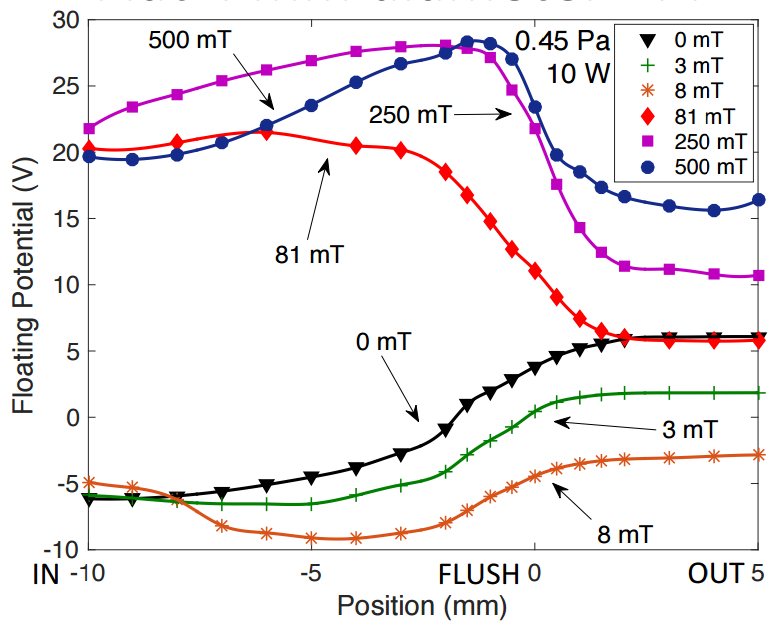 30
25
20
15
10
5
0
-5
-10
Floating Potential (V)
500 mT
0.45 Pa
10 W
250 mT
81 mT
0 mT
3 mT
8 mT
0 mT
3 mT
8 mT
81 mT
250 mT
500 mT
IN -10 -5 FLUSH 0 OUT 5
Position (mm)